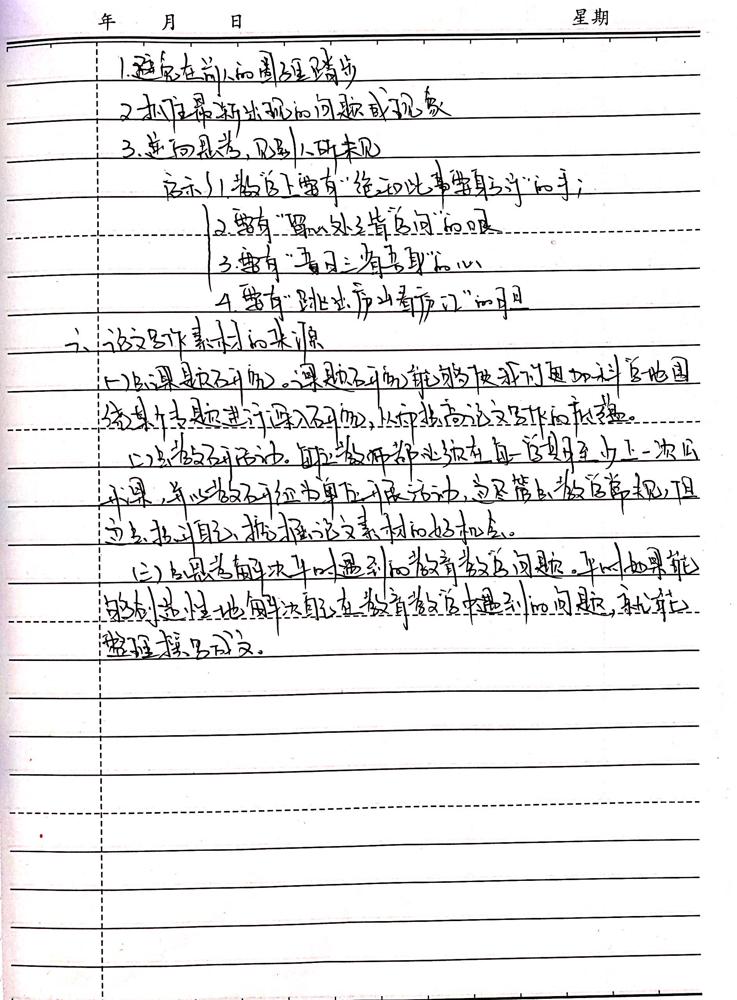 年 月 日 星期
1.避免在前人的圈子里踏步
2.抓住最新出现的问题或现象
3.逆向思考,见别人所未见
启示 1.教学上要有“绝知此事要躬行”的手;
2.要有“留心处处皆学问”的眼
3.要有“吾日三省吾身”的心
4.要有“跳出庐山看庐山”的胆
六、论文写作素材的来源
(一)是课题研究。课题研究能够使我们更加科学地围
绕某个专题进行深入研究,从而提高论文写作的底蕴。
(二)是教研活动。每位教师都必须在每一学期至少上一次公
开课,并以教研组为单位开展活动,这尽管是教学常规,但
这是提升自己、挖掘论文素材的好机会。
(三)是思考解决平时遇到的教育教学问题。平时如果能
够创造性地解决自己在教育教学中遇到的问题,就能
整理撰写成文。